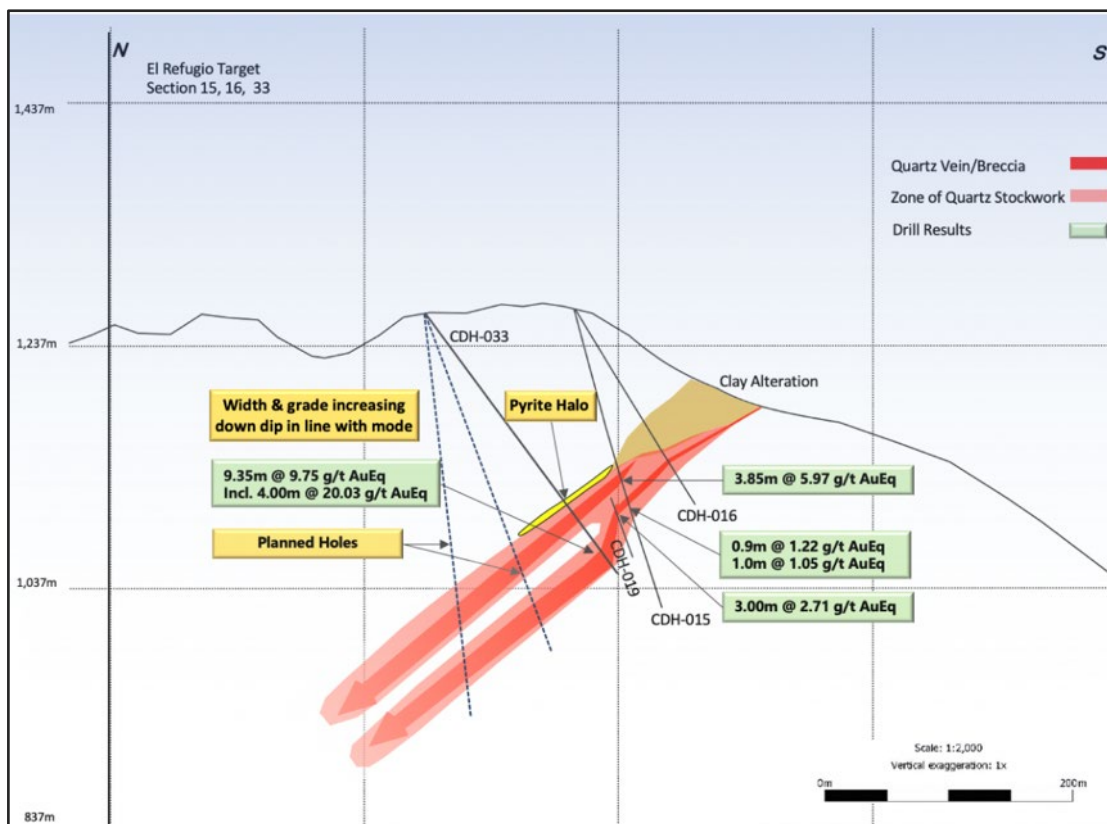 N
S
El Refugio Target
Section 15, 16, 33
1,437m
Quartz Vein/Breccia
Zone of Quartz Stockwork
Drill Results
1,237m
CDH-033
Clay Alteration
Width & grade increasing
down dip in line with mode
Pyrite Halo
9.35m @ 9.75 g/t AuEq
Incl. 4.00m @ 20.03 g/t AuEq
3.85m @ 5.97 g/t AuEq
CDH-016
Planned Holes
0.9m @ 1.22 g/t AuEq
1.0m @ 1.05 g/t AuEq
CDH-019
1,037m
3.00m @ 2.71 g/t AuEq
CDH-015
Scale: 1:2,000
Vertical exaggeration: 1x
0m
200m
837m